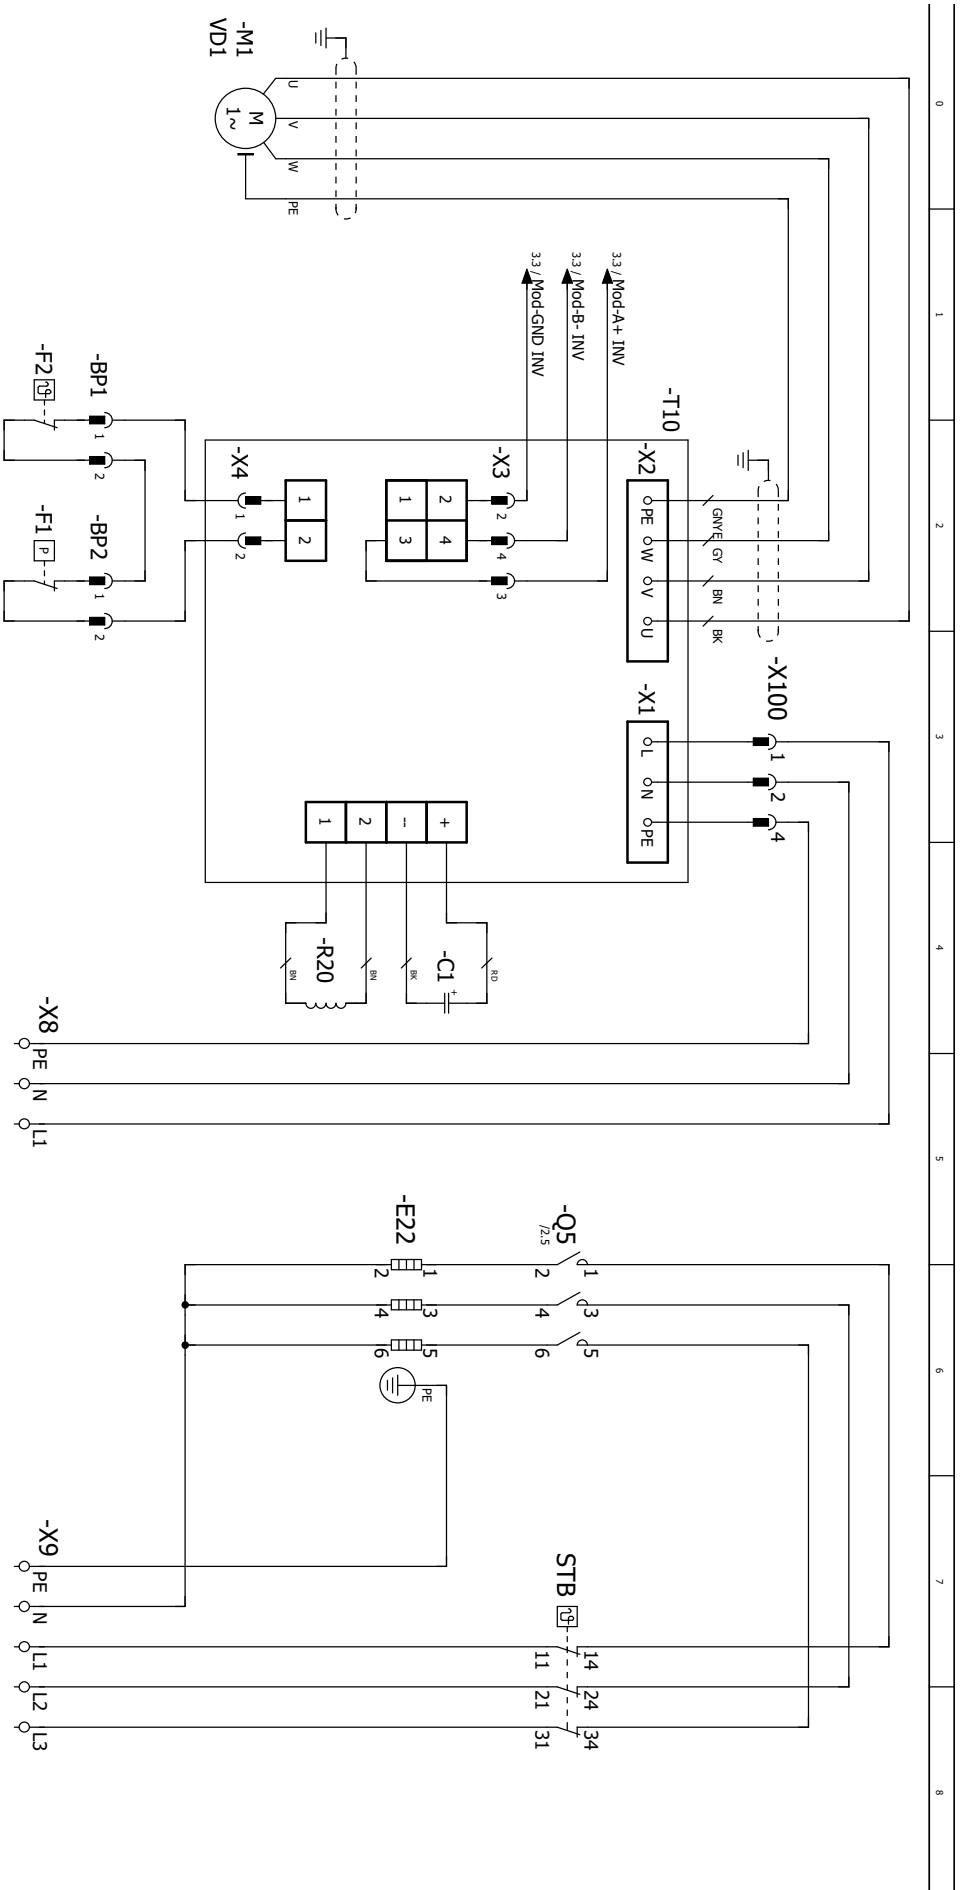 0
1
2
3
4
5
6
7
8
-M1
VD1
M
1~
U
V
W
PE
3.3 / Mod-GND INV
3.3 / Mod-B- INV
3.3 / Mod-A+ INV
-T10
-X2
PE
W
V
U
GNYE
GY
BN
BK
-X100
1
2
4
-X1
L
N
PE
-X3
2
4
3
1
2
3
4
-X4
1
2
1
2
-BP1
1
2
-F2
-BP2
1
2
-F1
P
1
2
--
+
-R20
BN
BN
-C1
+
BK
RD
-X8
PE
N
L1
-Q5
/2.5
1
2
3
4
5
6
-E22
1
2
3
4
5
6
PE
STB
14
11
24
21
34
31
-X9
PE
N
L1
L2
L3